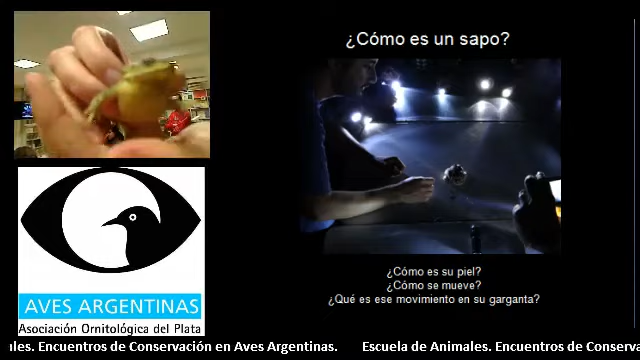 ¿Cómo es un sapo?
¿Cómo es su piel?
¿Cómo se mueve?
¿Qué es ese movimiento en su garganta?
AVES ARGENTINAS
Asociación Ornitológica del Plata
les. Encuentros de Conservación en Aves Argentinas. Escuela de Animales. Encuentros de Conserva